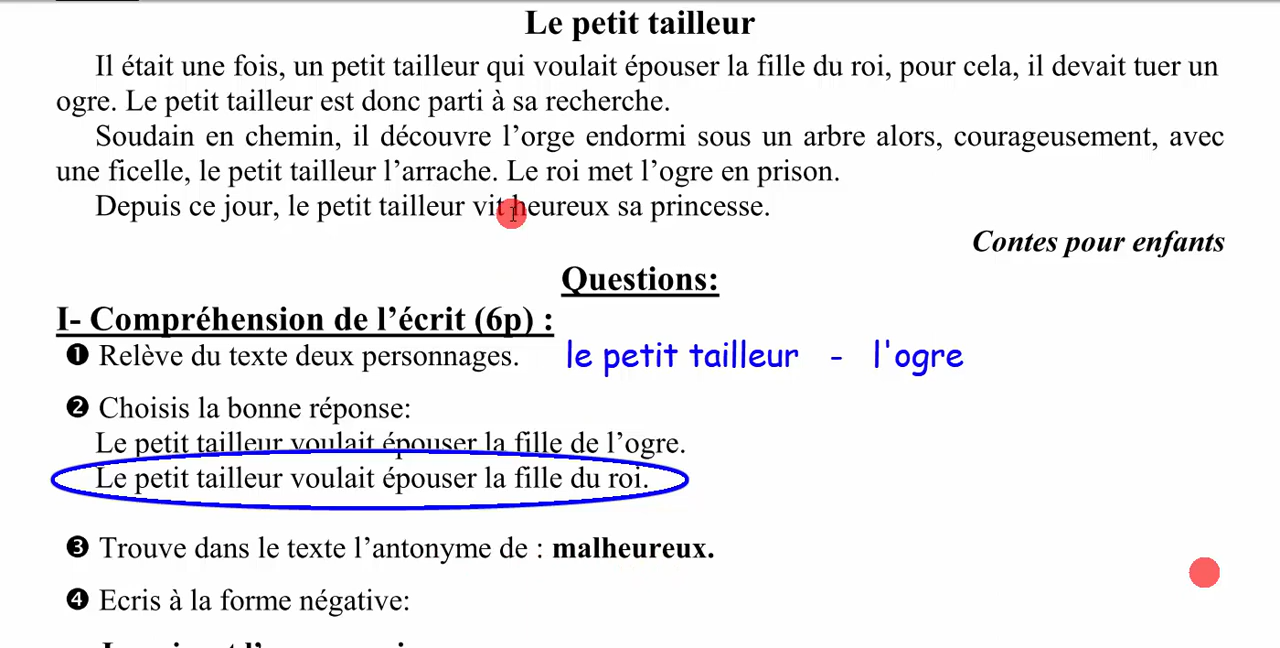 Le petit tailleur
Il était une fois, un petit tailleur qui voulait épouser la fille du roi, pour cela, il devait tuer un
ogre. Le petit tailleur est donc parti à sa recherche.
Soudain en chemin, il découvre l’orge endormi sous un arbre alors, courageusement, avec
une ficelle, le petit tailleur l’arrache. Le roi met l’ogre en prison.
Depuis ce jour, le petit tailleur vit heureux sa princesse.
Contes pour enfants
Questions:
I- Compréhension de l’écrit (6p) :
❶ Relève du texte deux personnages. le petit tailleur - l'ogre
❷ Choisis la bonne réponse:
Le petit tailleur voulait épouser la fille de l’ogre.
Le petit tailleur voulait épouser la fille du roi.
❸ Trouve dans le texte l’antonyme de : malheureux.
❹ Ecris à la forme négative: